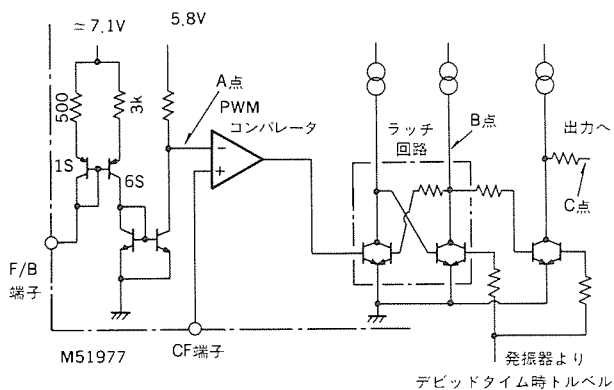 ≃7.1V
5.8V
500
3k
A点
PWM
コンパレータ
1S
6S
−
+
ラッチ
回路
B点
出力へ
C点
F/B
端子
M51977
CF端子
発振器より
デビッドタイム時トルベル